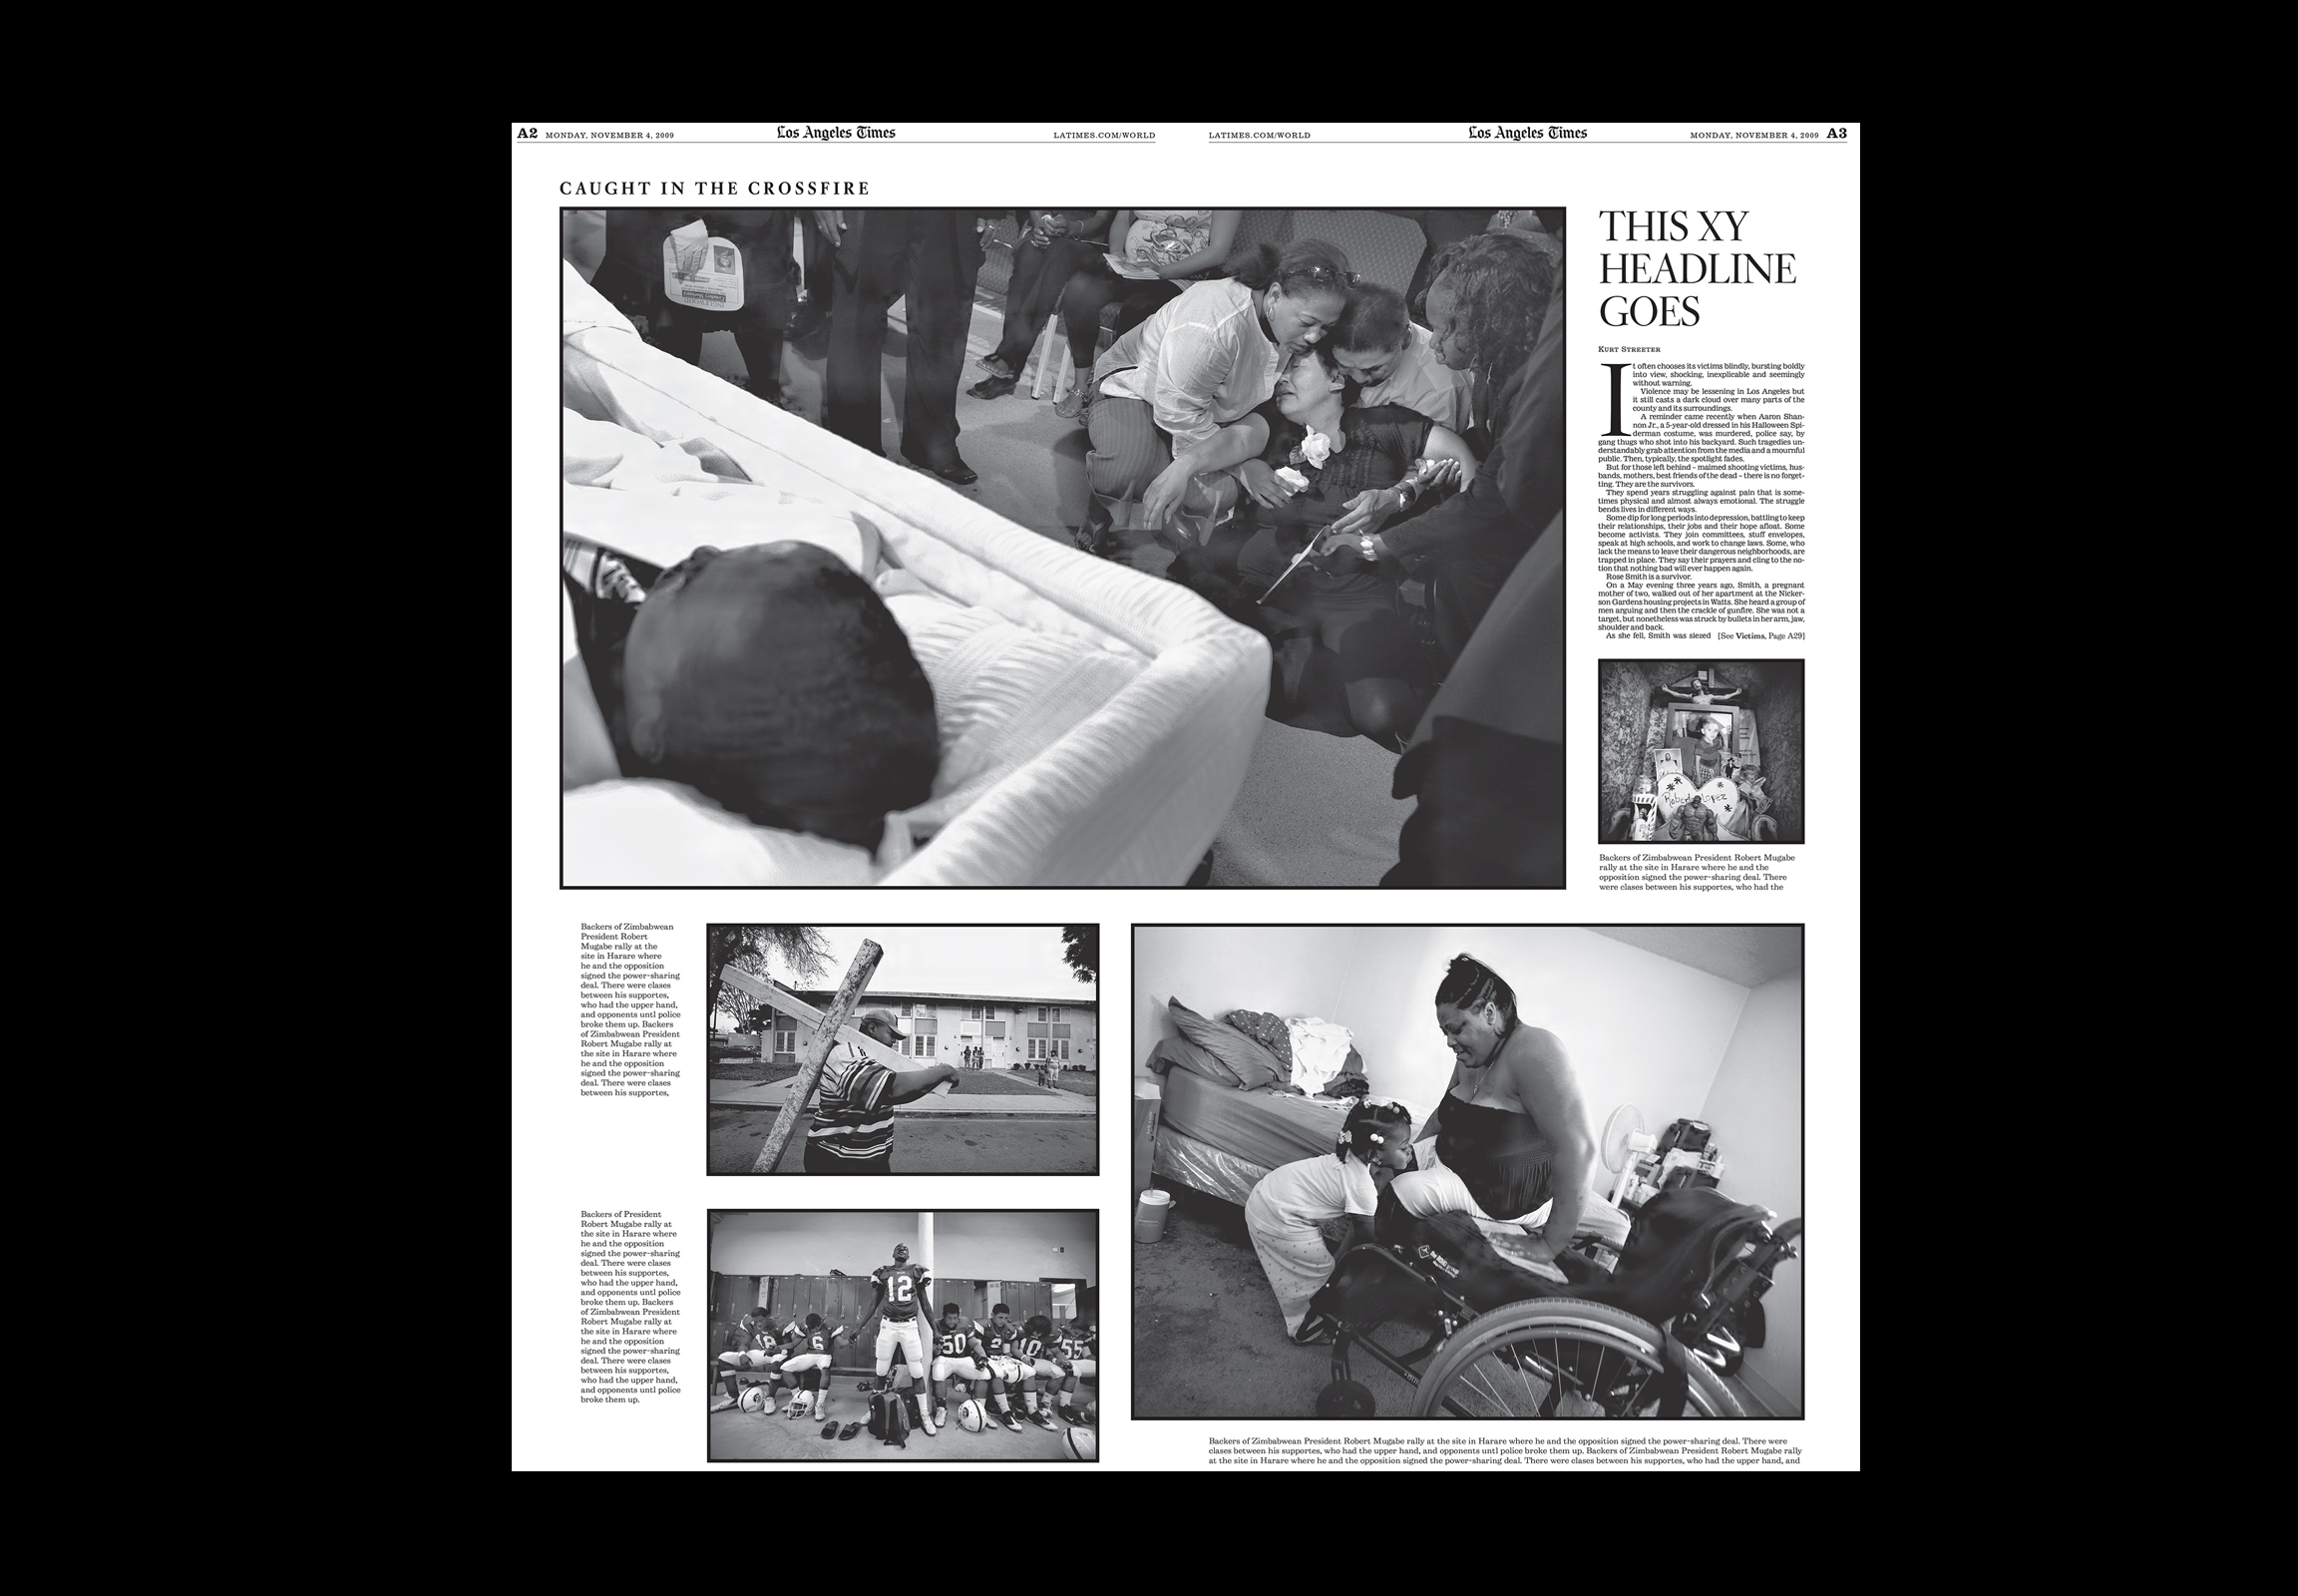 A2 MONDAY, NOVEMBER 4, 2009
Los Angeles Times
LATIMES.COM/WORLD
LATIMES.COM/WORLD
Los Angeles Times
MONDAY, NOVEMBER 4, 2009 A3
CAUGHT IN THE CROSSFIRE
THIS XY
HEADLINE
GOES
KURT STREETER
It often chooses its victims blindly, bursting boldly
into view, shocking, inexplicable and seemingly
without warning.
Violence may be lessening in Los Angeles but
it still casts a dark cloud over many parts of the
county and its surroundings.
A reminder came recently when Aaron Shan-
non Jr., a 5-year-old dressed in his Halloween Spi-
derman costume, was murdered, police say, by
gang thugs who shot into his backyard. Such tragedies un-
derstandably grab attention from the media and a mournful
public. Then, typically, the spotlight fades.
But for those left behind – maimed shooting victims, hus-
bands, mothers, best friends of the dead – there is no forget-
ting. They are the survivors.
They spend years struggling against pain that is some-
times physical and almost always emotional. The struggle
bends lives in different ways.
Some dip for long periods into depression, battling to keep
their relationships, their jobs and their hope afloat. Some
become activists. They join committees, stuff envelopes,
speak at high schools, and work to change laws. Some, who
lack the means to leave their dangerous neighborhoods, are
trapped in place. They say their prayers and cling to the no-
tion that nothing bad will ever happen again.
Rose Smith is a survivor.
On a May evening three years ago, Smith, a pregnant
mother of two, walked out of her apartment at the Nicker-
son Gardens housing projects in Watts. She heard a group of
men arguing and then the crackle of gunfire. She was not a
target, but nonetheless was struck by bullets in her arm, jaw,
shoulder and back.
As she fell, Smith was siezed [See Victims, Page A29]
INGLEWOOD
Robert Lopez
Backers of Zimbabwean President Robert Mugabe
rally at the site in Harare where he and the
opposition signed the power-sharing deal. There
were clases between his supportes, who had the
Backers of Zimbabwean
President Robert
Mugabe rally at the
site in Harare where
he and the opposition
signed the power-sharing
deal. There were clases
between his supportes,
who had the upper hand,
and opponents untl police
broke them up. Backers
of Zimbabwean President
Robert Mugabe rally at
the site in Harare where
he and the opposition
signed the power-sharing
deal. There were clases
between his supportes,
Backers of President
Robert Mugabe rally at
the site in Harare where
he and the opposition
signed the power-sharing
deal. There were clases
between his supportes,
who had the upper hand,
and opponents untl police
broke them up. Backers
of Zimbabwean President
Robert Mugabe rally at
the site in Harare where
he and the opposition
signed the power-sharing
deal. There were clases
between his supportes,
who had the upper hand,
and opponents untl police
broke them up.
12
18
6
50
2
10
55
Backers of Zimbabwean President Robert Mugabe rally at the site in Harare where he and the opposition signed the power-sharing deal. There were
clases between his supportes, who had the upper hand, and opponents untl police broke them up. Backers of Zimbabwean President Robert Mugabe rally
at the site in Harare where he and the opposition signed the power-sharing deal. There were clases between his supportes, who had the upper hand, and